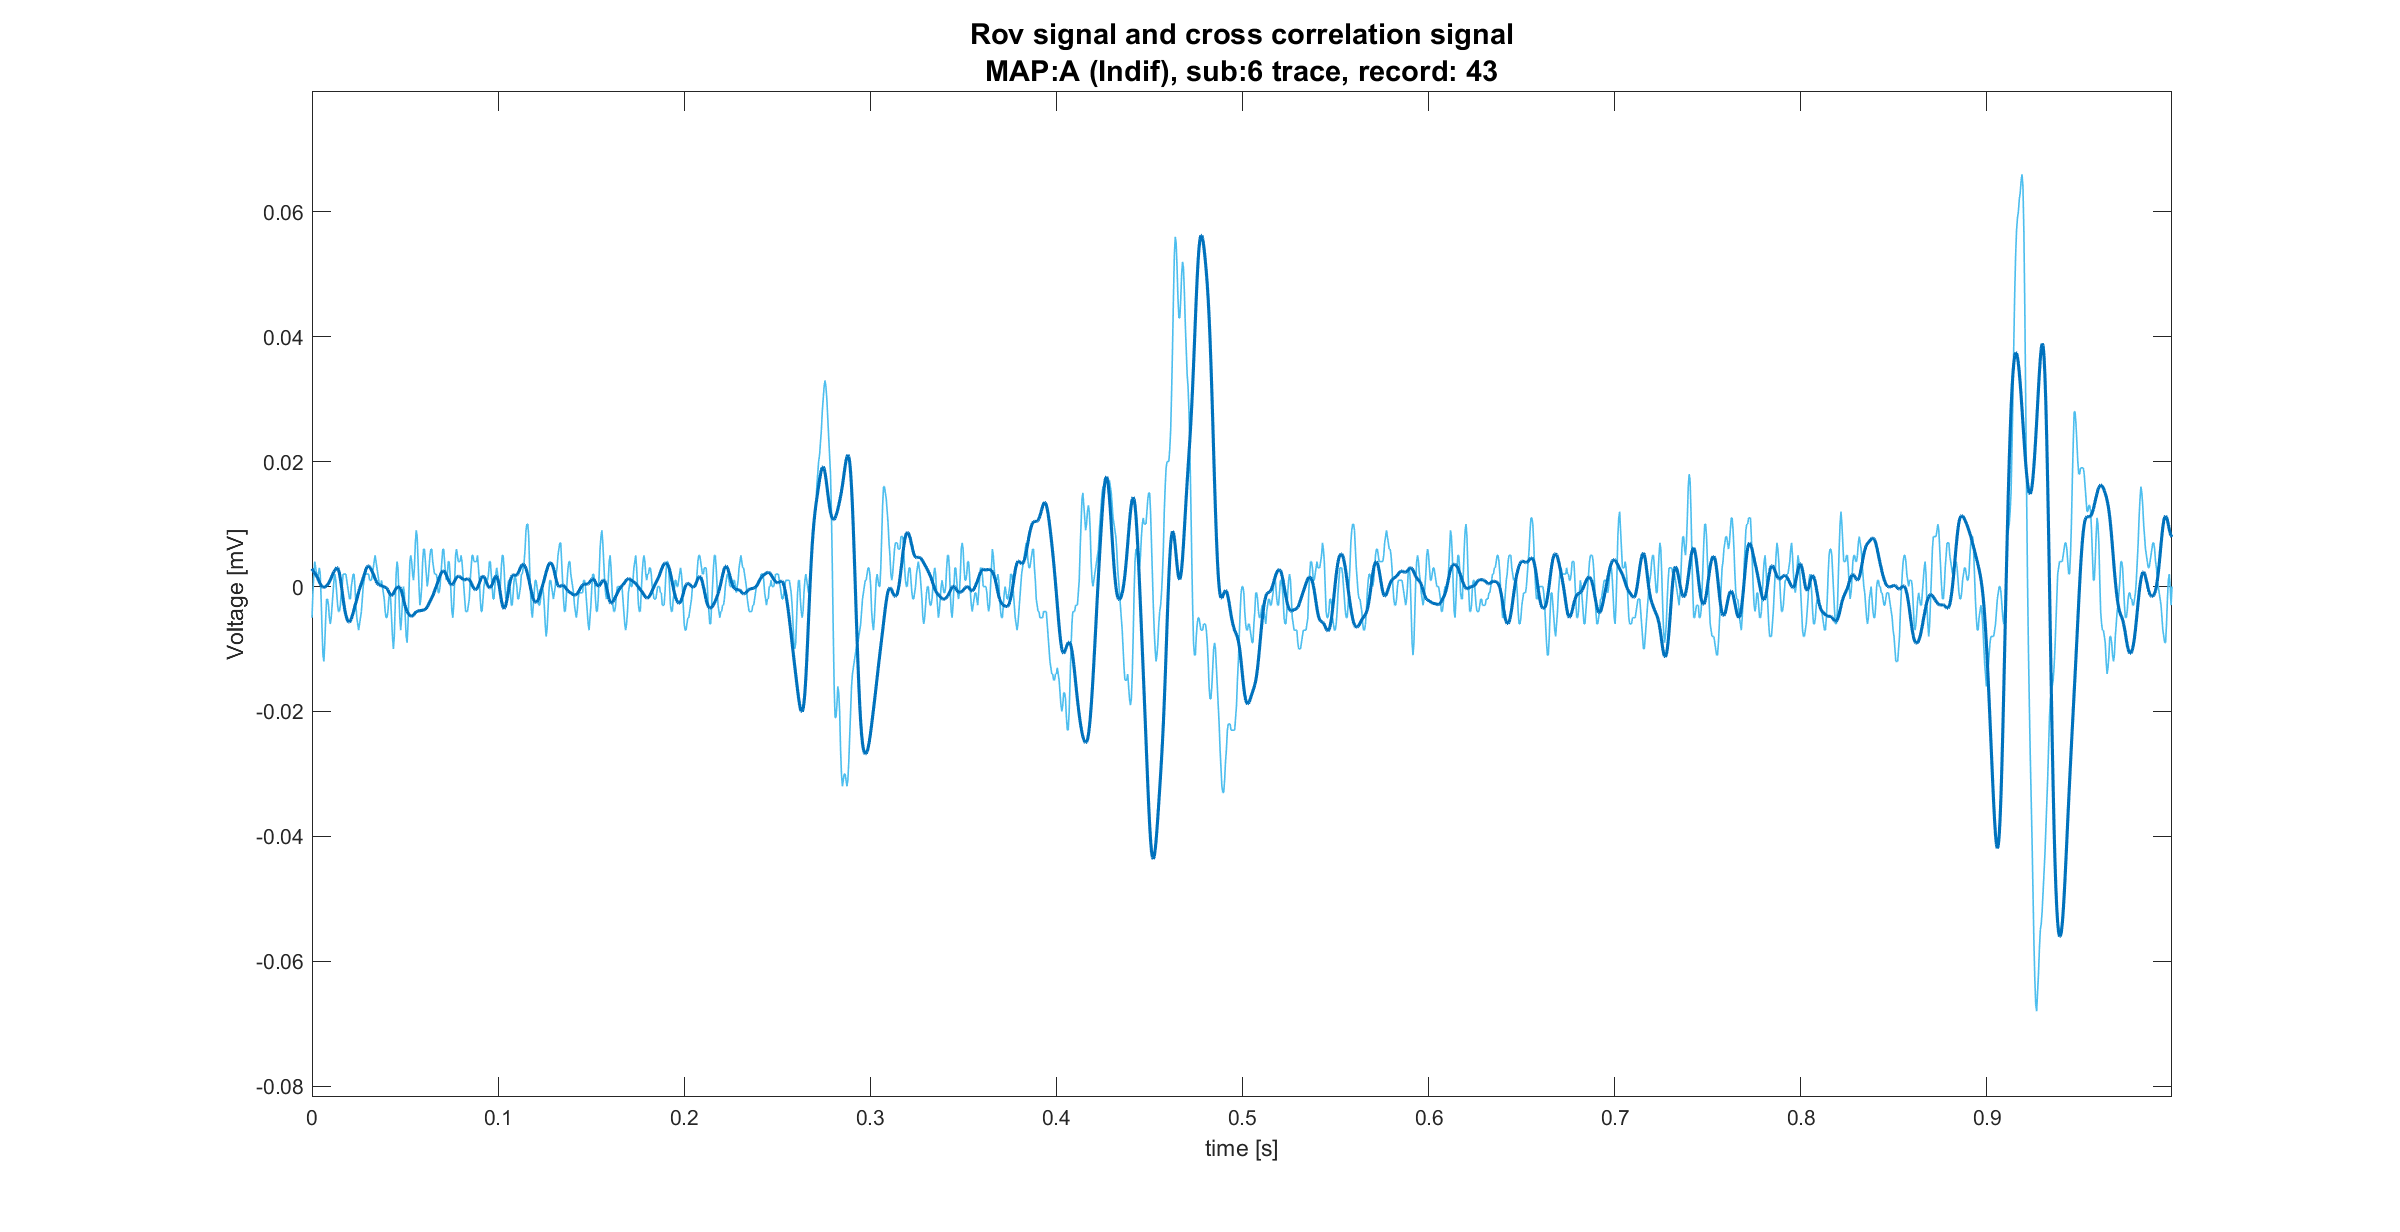 Rov signal and cross correlation signal
MAP:A (Indif), sub:6 trace, record: 43
Voltage [mV]
0.06
0.04
0.02
0
-0.02
-0.04
-0.06
-0.08
0 0.1 0.2 0.3 0.4 0.5 0.6 0.7 0.8 0.9
time [s]